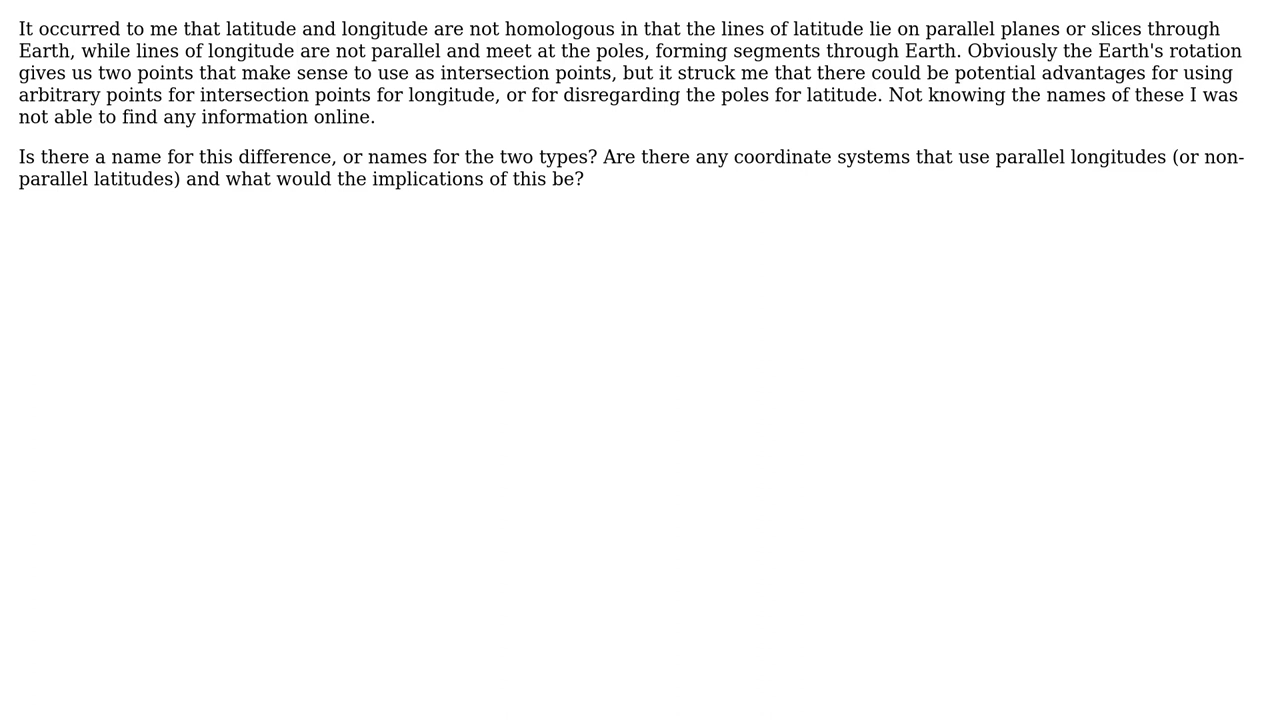 It occurred to me that latitude and longitude are not homologous in that the lines of latitude lie on parallel planes or slices through
Earth, while lines of longitude are not parallel and meet at the poles, forming segments through Earth. Obviously the Earth's rotation
gives us two points that make sense to use as intersection points, but it struck me that there could be potential advantages for using
arbitrary points for intersection points for longitude, or for disregarding the poles for latitude. Not knowing the names of these I was
not able to find any information online.
Is there a name for this difference, or names for the two types? Are there any coordinate systems that use parallel longitudes (or non-
parallel latitudes) and what would the implications of this be?